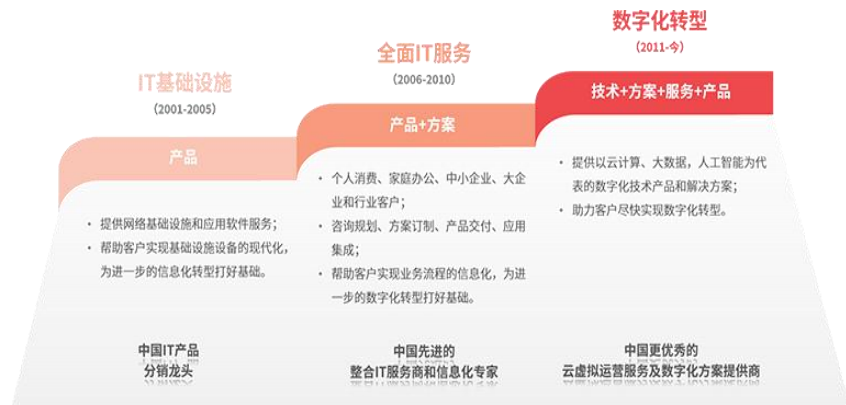 IT基础设施
（2001-2005）
产品
• 提供网络基础设施和应用软件服务；
• 帮助客户实现基础设施设备的现代化，
为进一步的信息化转型打好基础。
中国IT产品
分销龙头
全面IT服务
（2006-2010）
产品+方案
• 个人消费、家庭办公、中小企业、大企
业和行业客户；
• 咨询规划、方案订制、产品交付、应用
集成；
• 帮助客户实现业务流程的信息化，为进
一步的数字化转型打好基础。
中国先进的
整合IT服务商和信息化专家
数字化转型
（2011-今）
技术+方案+服务+产品
• 提供以云计算、大数据，人工智能为代
表的数字化技术产品和解决方案；
• 助力客户尽快实现数字化转型。
中国更优秀的
云虚拟运营服务及数字化方案提供商